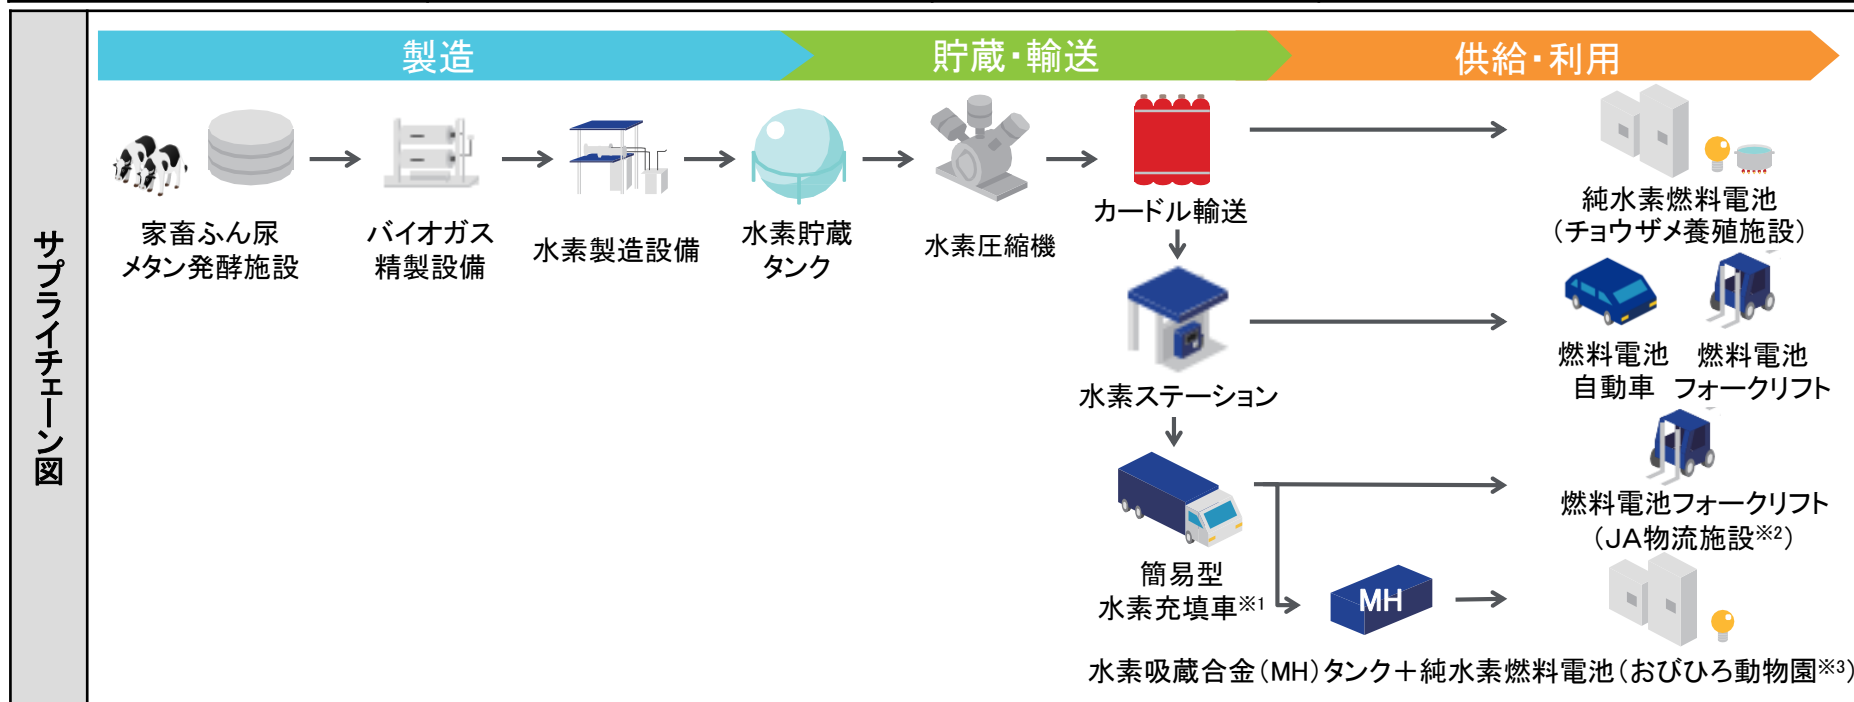 サプライチェーン図
製造
貯蔵・輸送
供給・利用
家畜ふん尿
メタン発酵施設
バイオガス
精製設備
水素製造設備
水素貯蔵
タンク
水素圧縮機
カードル輸送
純水素燃料電池
（チョウザメ養殖施設）
水素ステーション
燃料電池
自動車
燃料電池
フォークリフト
簡易型
水素充填車※1
燃料電池フォークリフト
（JA物流施設※2）
MH
水素吸蔵合金（MH）タンク＋純水素燃料電池（おびひろ動物園※3）